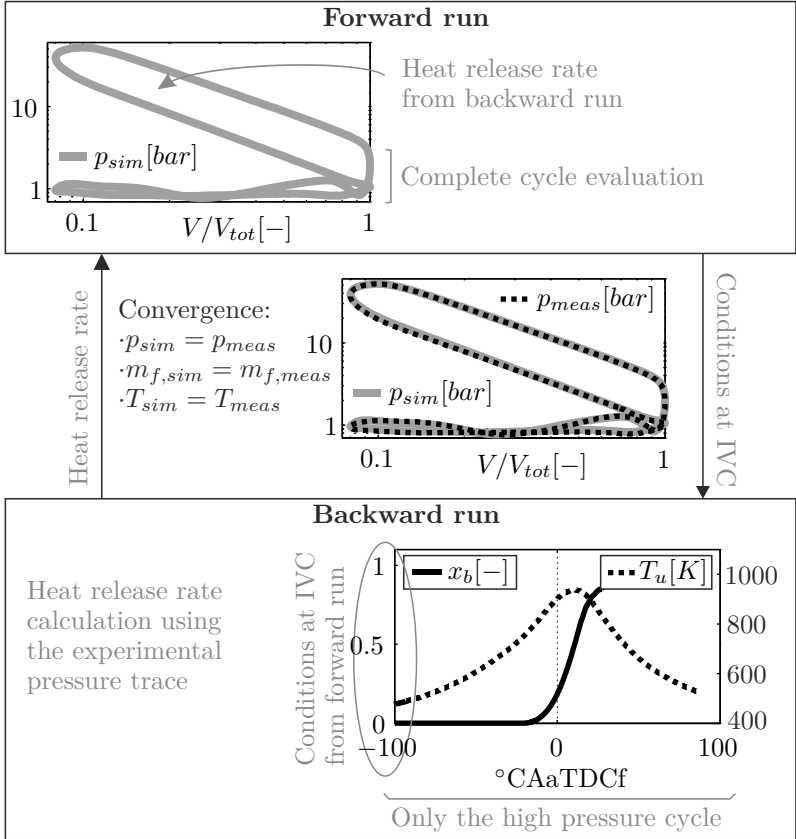 Forward run
10
1
0.1
1
p_sim[bar]
V/V_tot[−]
Heat release rate
from backward run
Complete cycle evaluation
Heat release rate
Convergence:
·p_sim = p_meas
·m_f,sim = m_f,meas
·T_sim = T_meas
p_meas[bar]
10
p_sim[bar]
1
0.1
1
V/V_tot[−]
Conditions at IVC
Backward run
Heat release rate
calculation using
the experimental
pressure trace
Conditions at IVC
from forward run
1
0.5
0
x_b[−]
T_u[K]
1000
800
600
400
−100
0
100
°CAaTDCf
Only the high pressure cycle